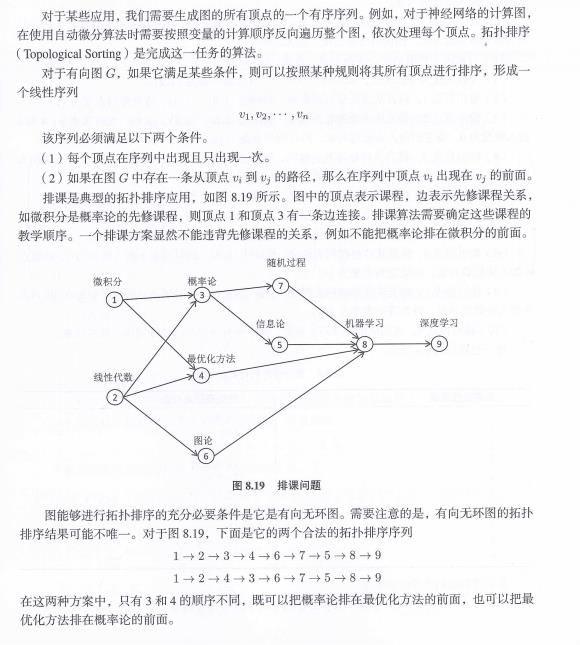 对于某些应用，我们需要生成图的所有顶点的一个有序序列。例如，对于神经网络的计算图，
在使用自动微分算法时需要按照变量的计算顺序反向遍历整个图，依次处理每个顶点。拓扑排序
（Topological Sorting）是完成这一任务的算法。
对于有向图 G，如果它满足某些条件，则可以按照某种规则将其所有顶点进行排序，形成一
个线性序列
v₁, v₂, ⋯ , vₙ
该序列必须满足以下两个条件。
（1）每个顶点在序列中出现且只出现一次。
（2）如果在图 G 中存在一条从顶点 vᵢ 到 vⱼ 的路径，那么在序列中顶点 vᵢ 出现在 vⱼ 的前面。
排课是典型的拓扑排序应用，如图 8.19 所示。图中的顶点表示课程，边表示先修课程关系，
如微积分是概率论的先修课程，则顶点 1 和顶点 3 有一条边连接。排课算法需要确定这些课程的
教学顺序。一个排课方案显然不能违背先修课程的关系，例如不能把概率论排在微积分的前面。
随机过程
微积分
概率论
7
1
3
信息论
机器学习
深度学习
5
8
9
最优化方法
线性代数
4
2
图论
6
图 8.19 排课问题
图能够进行拓扑排序的充分必要条件是它是有向无环图。需要注意的是，有向无环图的拓扑
排序结果可能不唯一。对于图 8.19，下面是它的两个合法的拓扑排序序列
1 → 2 → 3 → 4 → 6 → 7 → 5 → 8 → 9
1 → 2 → 4 → 3 → 6 → 7 → 5 → 8 → 9
在这两种方案中，只有 3 和 4 的顺序不同，既可以把概率论排在最优化方法的前面，也可以把最
优化方法排在概率论的前面。